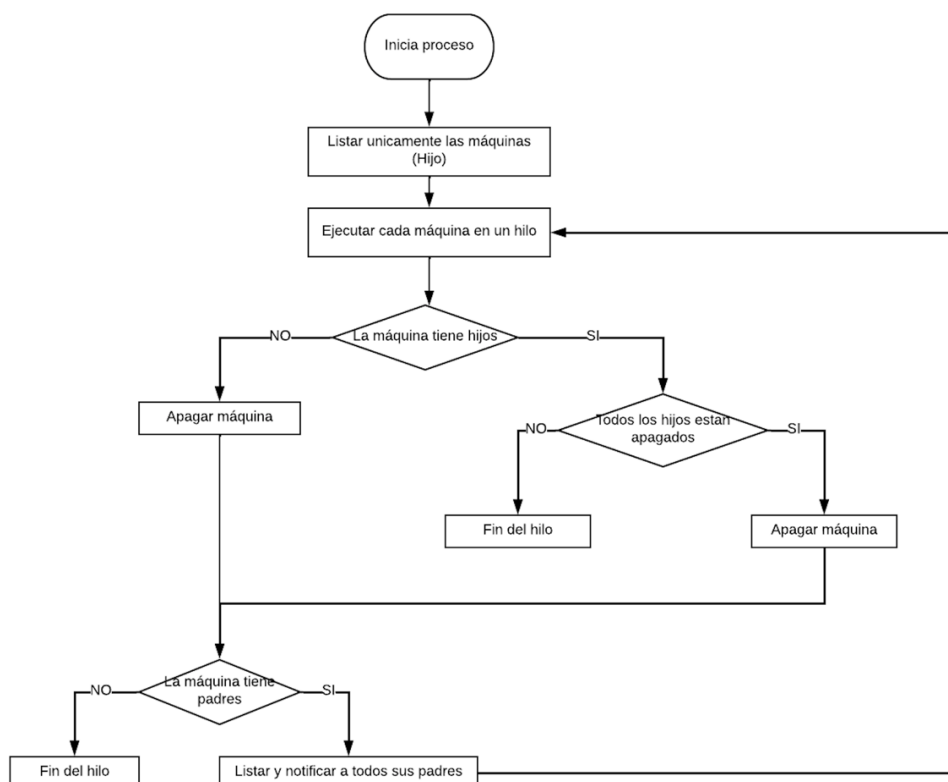 Inicia proceso
Listar unicamente las máquinas
(Hijo)
Ejecutar cada máquina en un hilo
NO
La máquina tiene hijos
SI
Apagar máquina
NO
Todos los hijos estan
apagados
SI
Fin del hilo
Apagar máquina
NO
La máquina tiene
padres
SI
Fin del hilo
Listar y notificar a todos sus padres